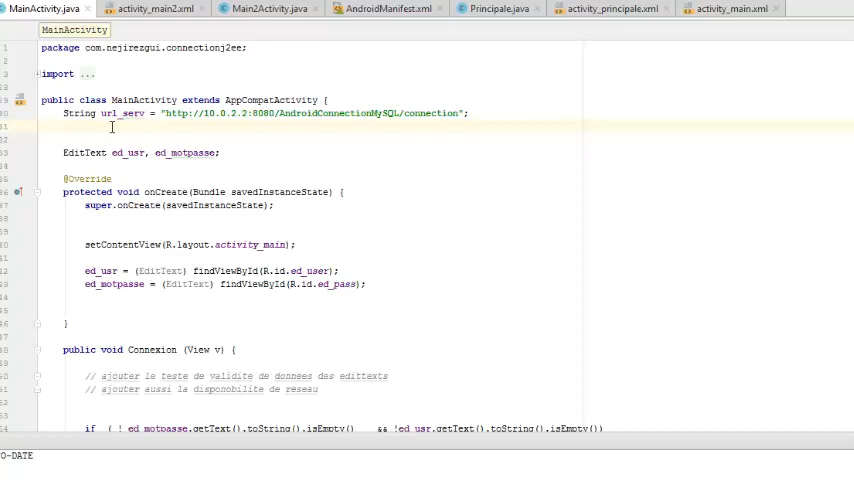 MainActivity.java
activity_main2.xml
Main2Activity.java
AndroidManifest.xml
Principale.java
activity_principale.xml
activity_main.xml
MainActivity
package com.nejirezgui.connectionj2ee;
import ...
public class MainActivity extends AppCompatActivity {
String url_serv = "http://10.0.2.2:8080/AndroidConnectionMySQL/connection";
EditText ed_usr, ed_motpasse;
@Override
protected void onCreate(Bundle savedInstanceState) {
super.onCreate(savedInstanceState);
setContentView(R.layout.activity_main);
ed_usr = (EditText) findViewById(R.id.ed_user);
ed_motpasse = (EditText) findViewById(R.id.ed_pass);
}
public void Connexion (View v) {
// ajouter le teste de validite de donnees des edittexts
// ajouter aussi la disponobilite de reseau
if ( ! ed_motpasse.getText().toString().isEmpty() && !ed_usr.getText().toString().isEmpty())
O-DATE